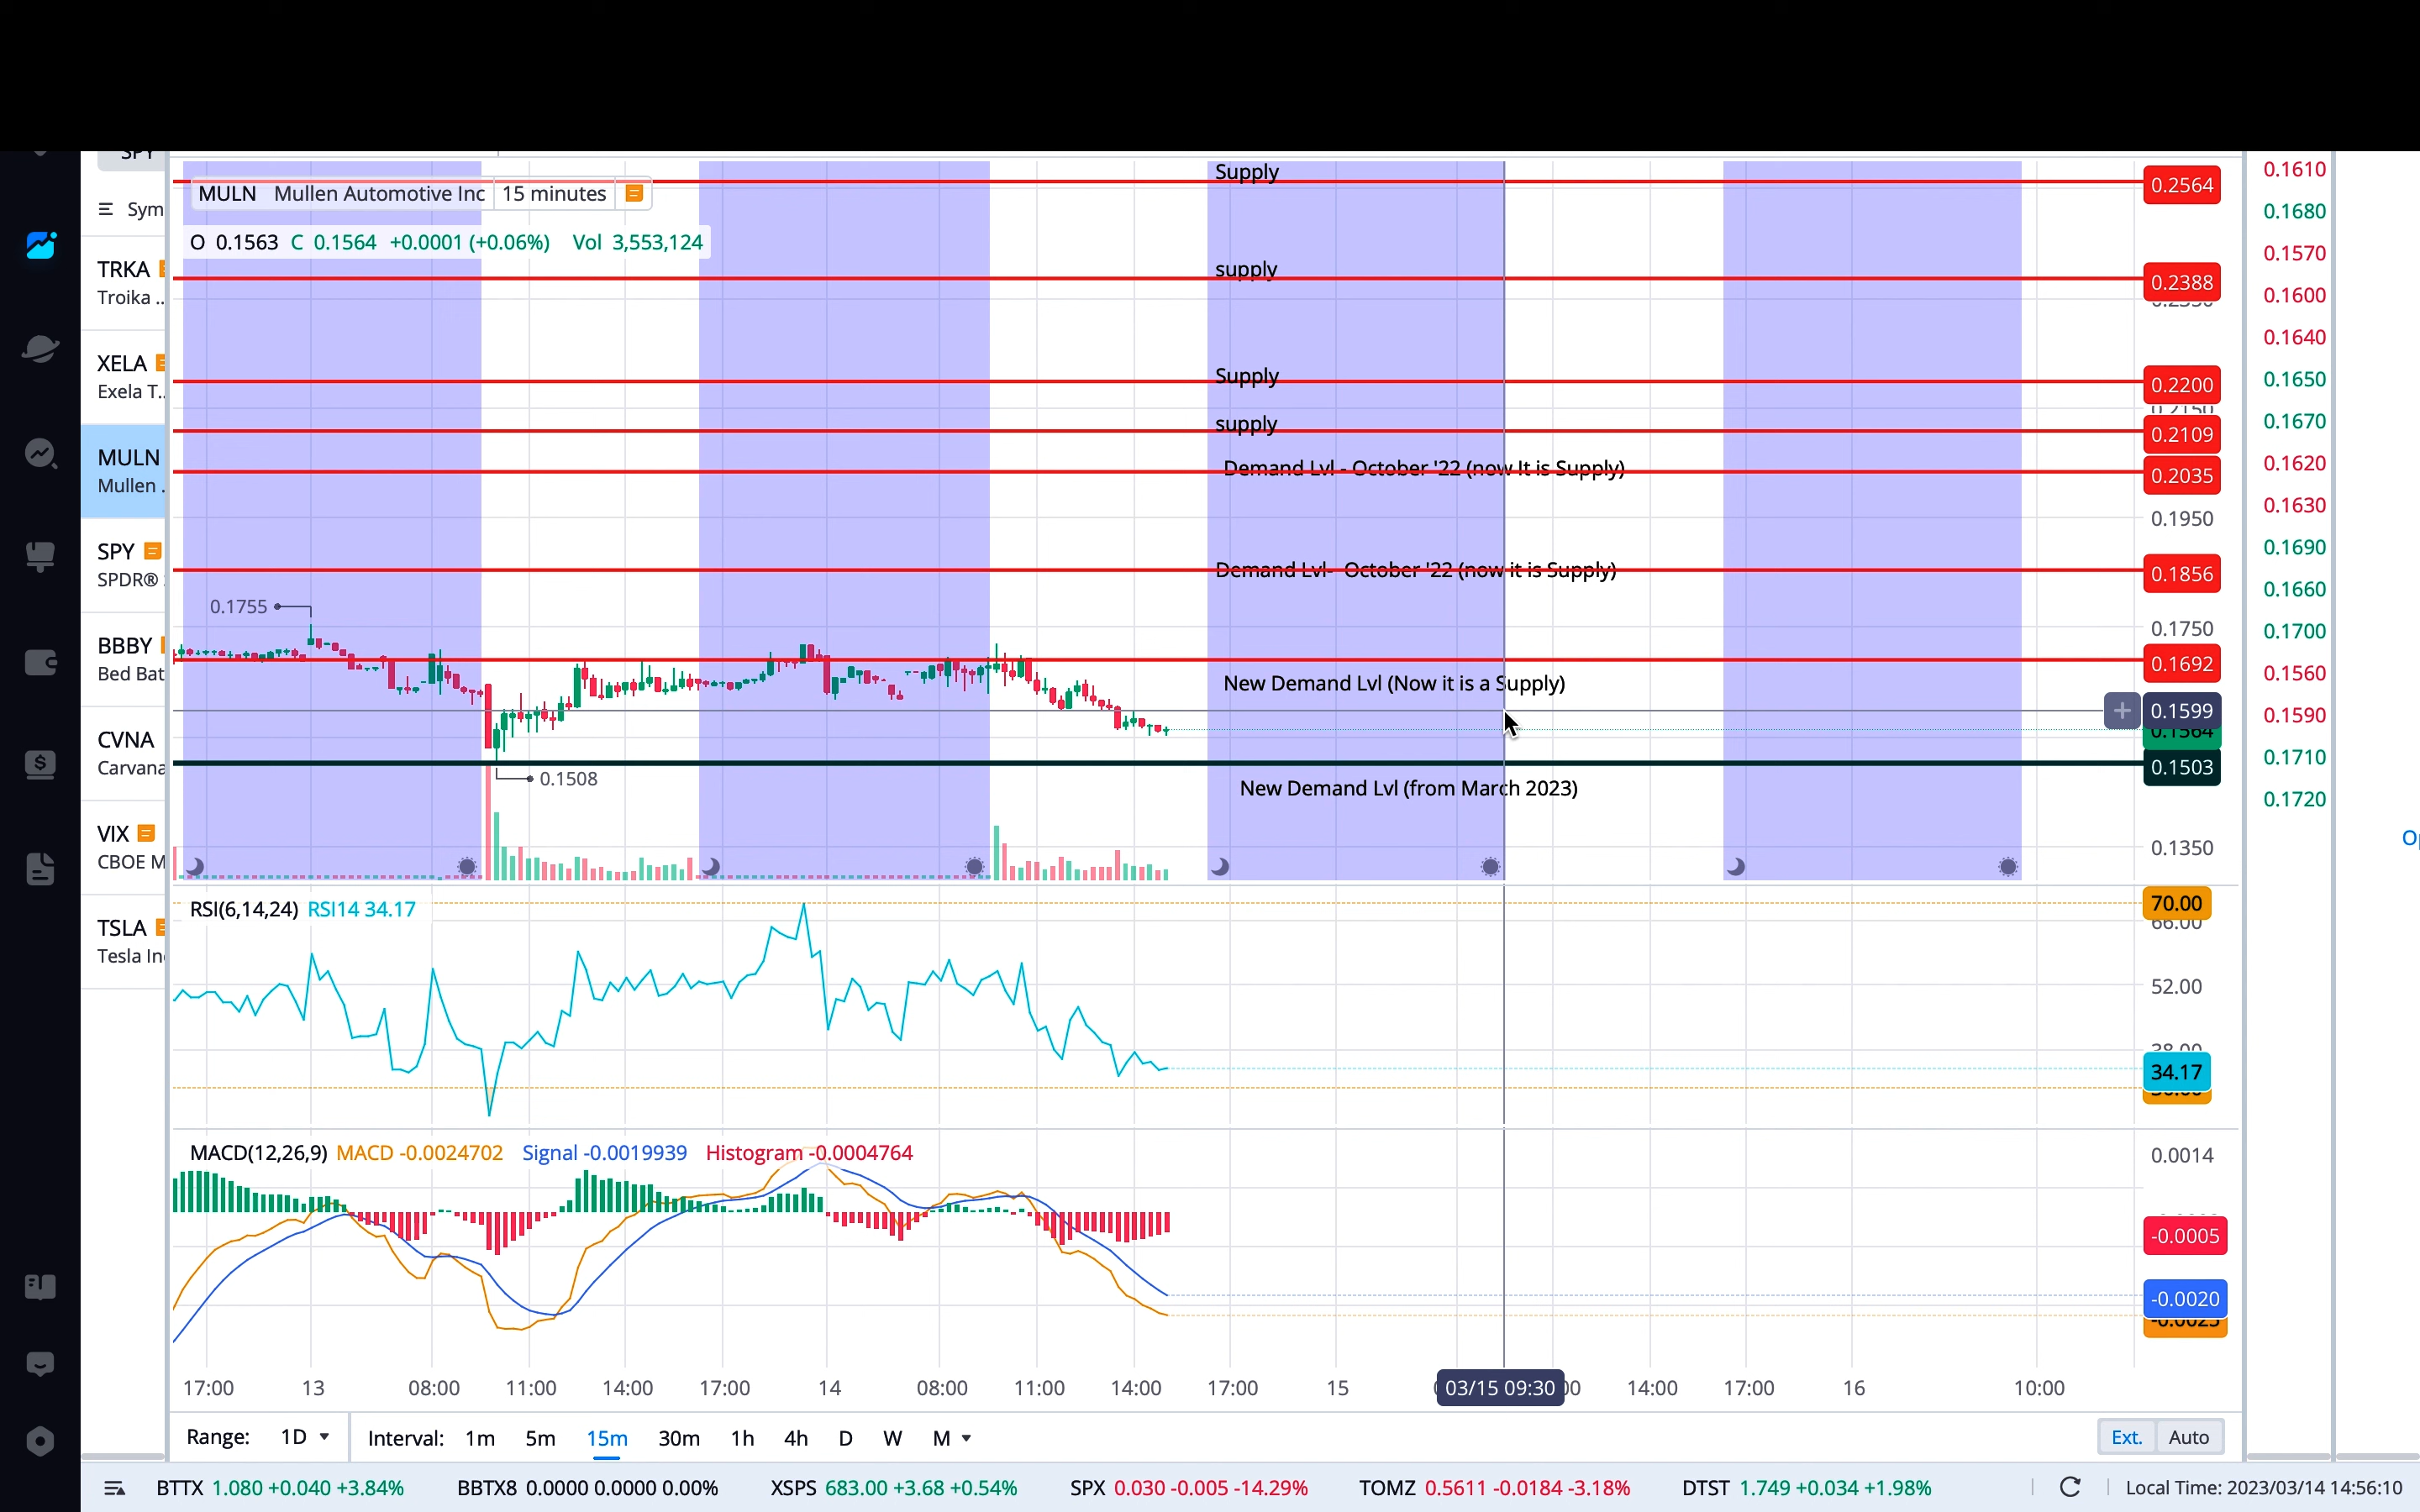 SPY
Sym
TRKA
Troika ..
XELA
Exela T..
MULN
Mullen .
SPY
SPDR®
BBBY
Bed Bat
CVNA
Carvana
VIX
CBOE M
TSLA
Tesla In
MULN Mullen Automotive Inc 15 minutes
O 0.1563 C 0.1564 +0.0001 (+0.06%) Vol 3,553,124
Supply
supply
Supply
supply
Demand Lvl - October '22 (now It is Supply)
Demand Lvl- October '22 (now it is Supply)
New Demand Lvl (Now it is a Supply)
New Demand Lvl (from March 2023)
0.1755
0.1508
0.2564
0.2388
0.2200
0.2150
0.2109
0.2035
0.1950
0.1856
0.1750
0.1692
0.1599
0.1564
0.1503
0.1350
0.1610
0.1680
0.1570
0.1600
0.1640
0.1650
0.1670
0.1620
0.1630
0.1690
0.1660
0.1700
0.1560
0.1590
0.1710
0.1720
RSI(6,14,24) RSI14 34.17
70.00
66.00
52.00
38.00
34.17
MACD(12,26,9) MACD -0.0024702 Signal -0.0019939 Histogram -0.0004764
0.0014
-0.0005
-0.0020
-0.0025
17:00 13 08:00 11:00 14:00 17:00 14 08:00 11:00 14:00 17:00 15 03/15 09:30 14:00 17:00 16 10:00
Range: 1D Interval: 1m 5m 15m 30m 1h 4h D W M
Ext. Auto
BTTX 1.080 +0.040 +3.84% BBTX8 0.0000 0.0000 0.00% XSPS 683.00 +3.68 +0.54% SPX 0.030 -0.005 -14.29% TOMZ 0.5611 -0.0184 -3.18% DTST 1.749 +0.034 +1.98% Local Time: 2023/03/14 14:56:10